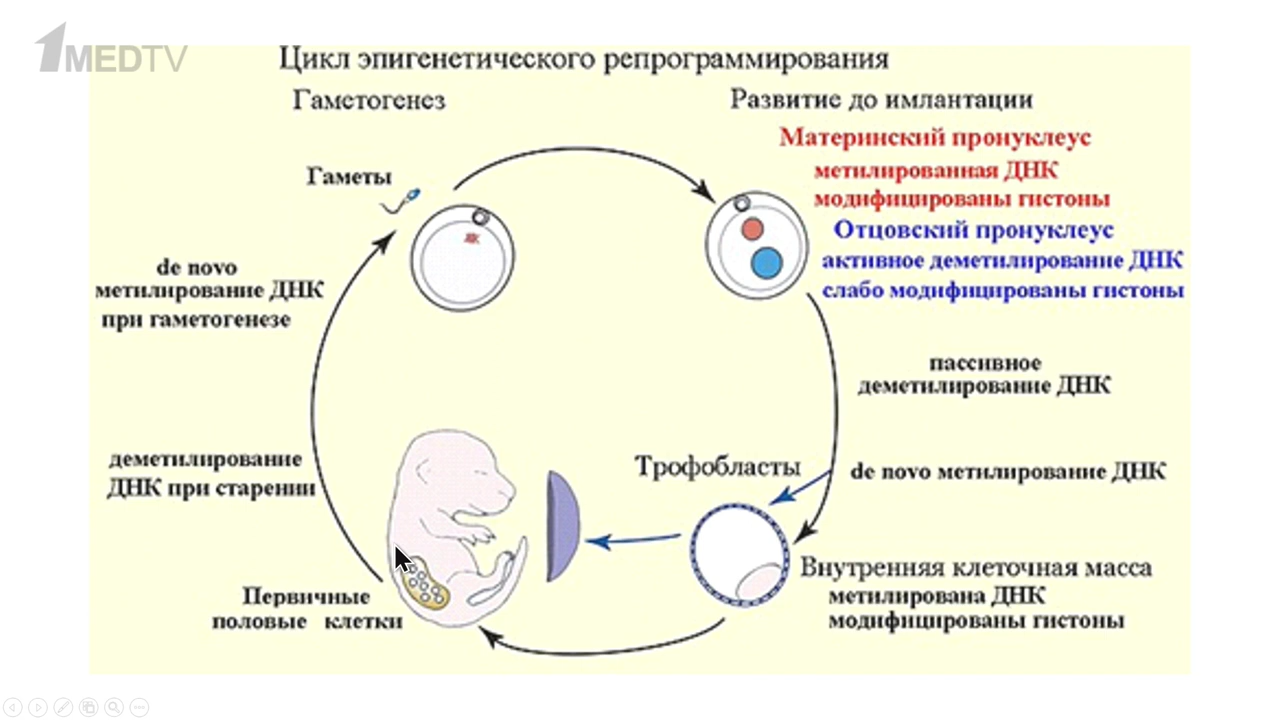 1MEDTV
Цикл эпигенетического репрограммирования
Гаметогенез
Развитие до имлантации
Материнский пронуклеус
метилированная ДНК
модифицированы гистоны
Отцовский пронуклеус
активное деметилирование ДНК
слабо модифицированы гистоны
Гаметы
de novo
метилирование ДНК
при гаметогенезе
пассивное
деметилирование ДНК
деметилирование
ДНК при старении
Трофобласты
de novo метилирование ДНК
Внутренняя клеточная масса
метилирована ДНК
модифицированы гистоны
Первичные
половые клетки